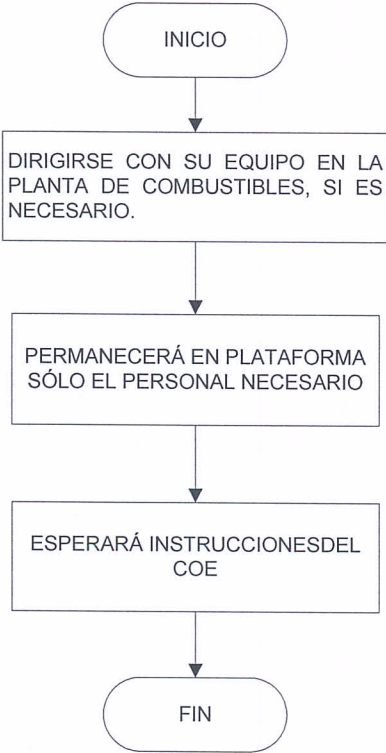 INICIO
DIRIGIRSE CON SU EQUIPO EN LA
PLANTA DE COMBUSTIBLES, SI ES
NECESARIO.
PERMANECERÁ EN PLATAFORMA
SÓLO EL PERSONAL NECESARIO
ESPERARÁ INSTRUCCIONESDEL
COE
FIN